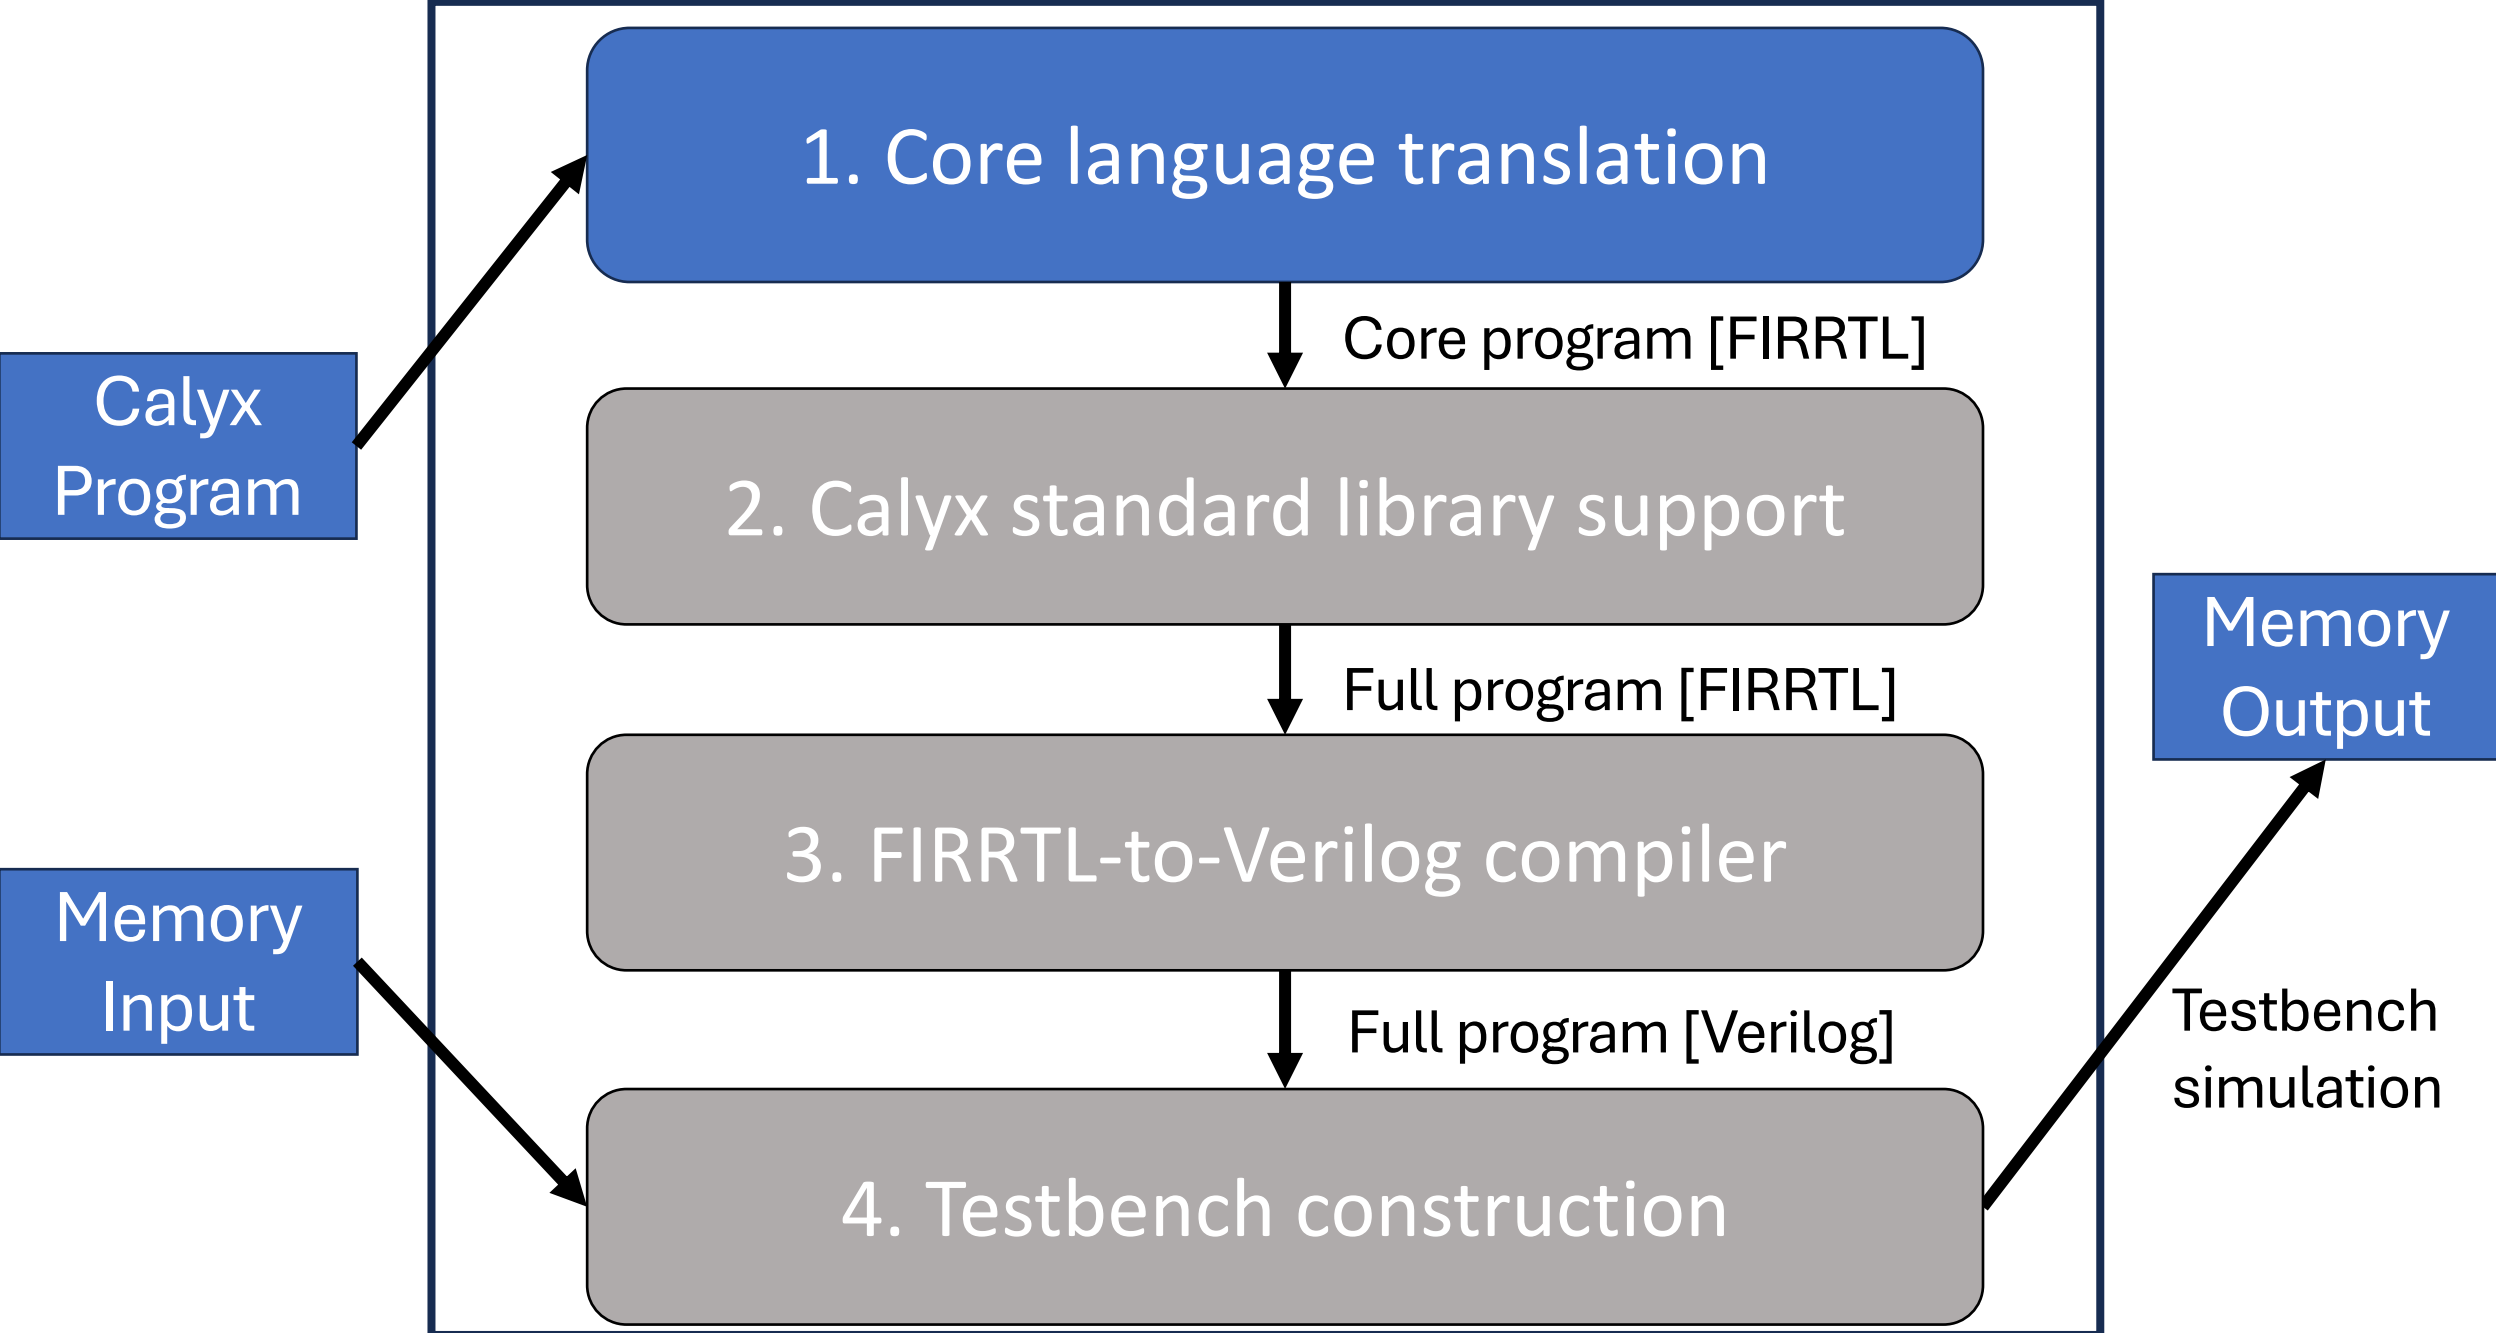 1. Core language translation
Core program [FIRRTL]
Calyx
Program
2. Calyx standard library support
Full program [FIRRTL]
Memory
Output
3. FIRRTL-to-Verilog compiler
Memory
Input
Full program [Verilog]
Testbench
simulation
4. Testbench construction